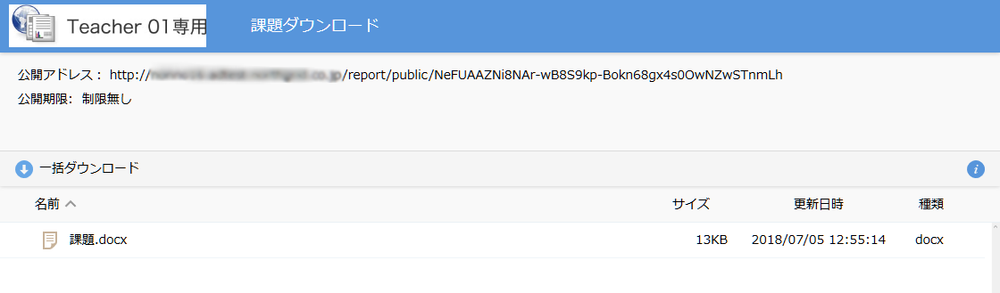 Teacher 01専用
課題ダウンロード
公開アドレス： http:// /report/public/NeFUAAZNi8NAr-wB8S9kp-Bokn68gx4s0OwNZwSTnmLh
公開期限： 制限無し
一括ダウンロード
名前 サイズ 更新日時 種類
課題.docx 13KB 2018/07/05 12:55:14 docx